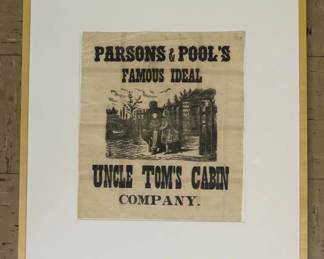 PARSONS & POOL'S
FAMOUS IDEAL
UNCLE TOM'S CABIN
COMPANY.